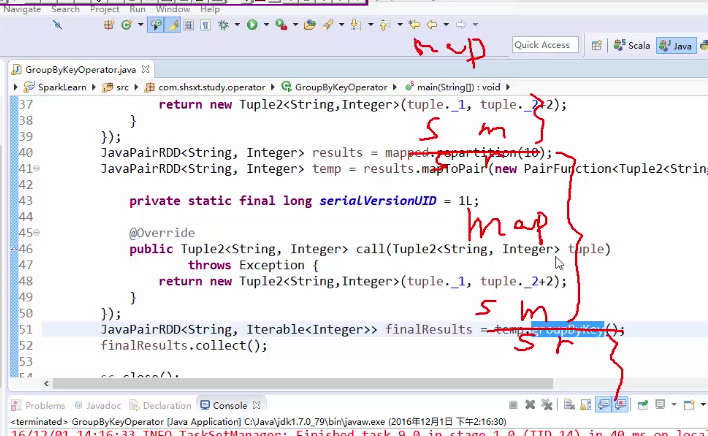 Navigate Search Project Run Window Help
map
Quick Access
Scala
Java
GroupByKeyOperator.java
SparkLearn src com.shsxt.study.operator GroupByKeyOperator main(String[]) : void
37 return new Tuple2<String,Integer>(tuple._1, tuple._2+2);
38 }
39 });
s m
40 JavaPairRDD<String, Integer> results = mapped.repartition(10);
s r
41 JavaPairRDD<String, Integer> temp = results.mapToPair(new PairFunction<Tuple2<Stri
42
43 private static final long serialVersionUID = 1L;
44
map
45 @Override
46 public Tuple2<String, Integer> call(Tuple2<String, Integer> tuple)
47 throws Exception {
48 return new Tuple2<String,Integer>(tuple._1, tuple._2+2);
49 }
50 });
s m
51 JavaPairRDD<String, Iterable<Integer>> finalResults = temp.groupByKey();
s r
52 finalResults.collect();
53
54 sc.close();
Problems Javadoc Declaration Console
<terminated> GroupByKeyOperator [Java Application] C:\Java\jdk1.7.0_79\bin\javaw.exe (2016年12月1日 下午2:16:30)
16/12/01 14:16:33 INFO TaskSetManager: Finished task 9.0 in stage 1.0 (TID 14) in 40 ms on local